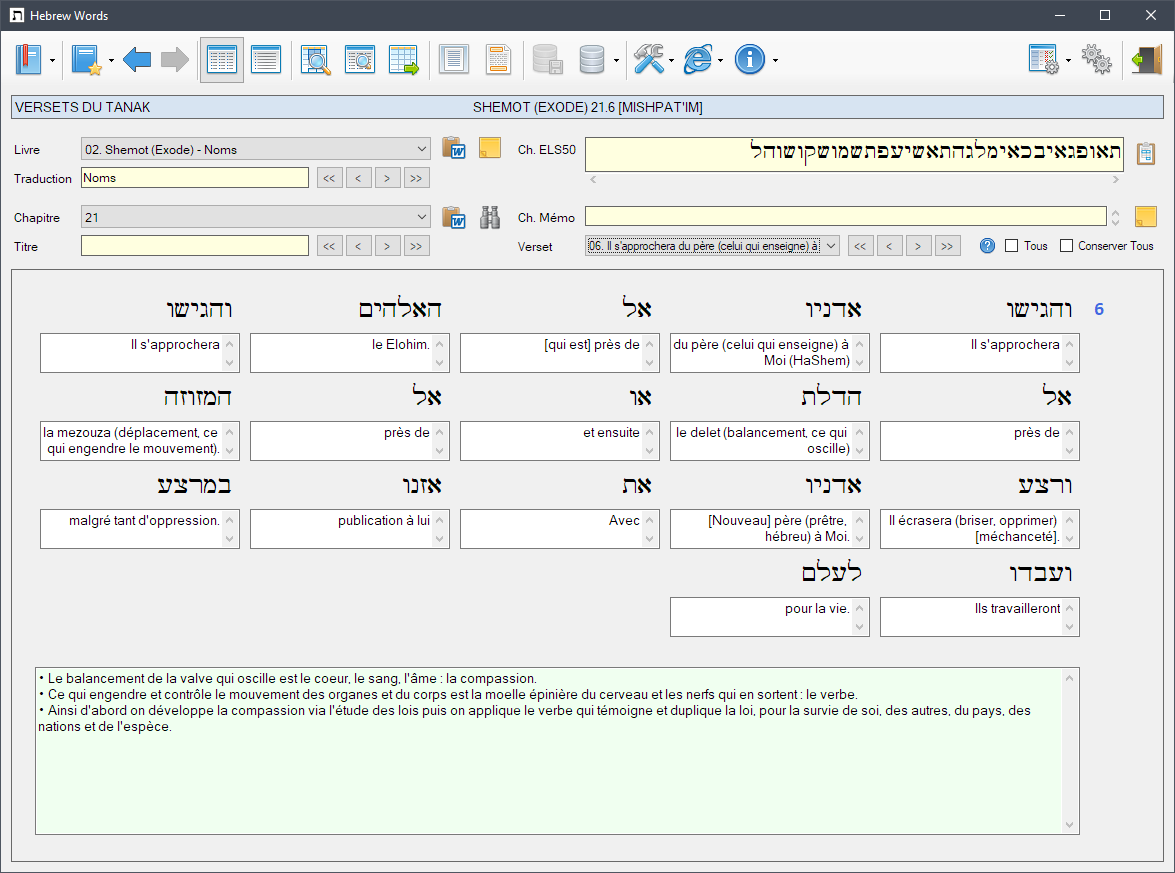 Hebrew Words
VERSETS DU TANAK
SHEMOT (EXODE) 21.6 [MISHPAT'IM]
Livre
02. Shemot (Exode) - Noms
Ch. ELS50
תאופגאיבכאימלגהתאשיעפתשמושקושוהל
Traduction
Noms
<< < > >>
Chapitre
21
Ch. Mémo
Titre
<< < > >>
Verset
06. Il s'approchera du père (celui qui enseigne) à
<< < > >>
Tous
Conserver Tous
6
והגישו אדניו אל האלהים והגישו
Il s'approchera
du père (celui qui enseigne) à
Moi (HaShem)
[qui est] près de
le Elohim.
Il s'approchera
אל הדלת או אל המזוזה
près de
le delet (balancement, ce qui
oscille)
et ensuite
près de
la mezouza (déplacement, ce
qui engendre le mouvement).
ורצע אדניו את אזנו במרצע
Il écrasera (briser, opprimer)
[méchanceté].
[Nouveau] père (prêtre,
hébreu) à Moi.
Avec
publication à lui
malgré tant d'oppression.
ועבדו לעלם
Ils travailleront
pour la vie.
• Le balancement de la valve qui oscille est le coeur, le sang, l'âme : la compassion.
• Ce qui engendre et contrôle le mouvement des organes et du corps est la moelle épinière du cerveau et les nerfs qui en sortent : le verbe.
• Ainsi d'abord on développe la compassion via l'étude des lois puis on applique le verbe qui témoigne et duplique la loi, pour la survie de soi, des autres, du pays, des
nations et de l'espèce.